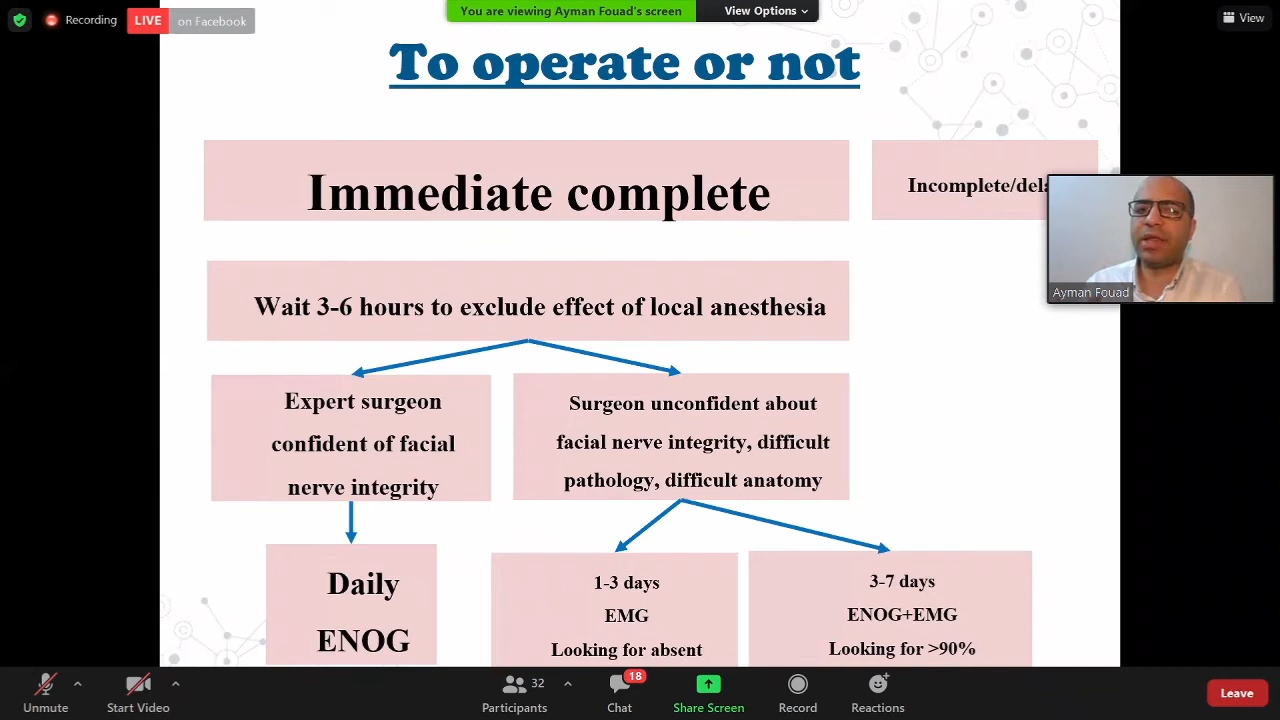 Recording
LIVE on Facebook
You are viewing Ayman Fouad's screen
View Options
View
To operate or not
Immediate complete
Incomplete/dela
Wait 3-6 hours to exclude effect of local anesthesia
Expert surgeon
confident of facial
nerve integrity
Surgeon unconfident about
facial nerve integrity, difficult
pathology, difficult anatomy
Daily
ENOG
1-3 days
EMG
Looking for absent
3-7 days
ENOG+EMG
Looking for >90%
Ayman Fouad
Unmute
Start Video
32
Participants
18
Chat
Share Screen
Record
Reactions
Leave